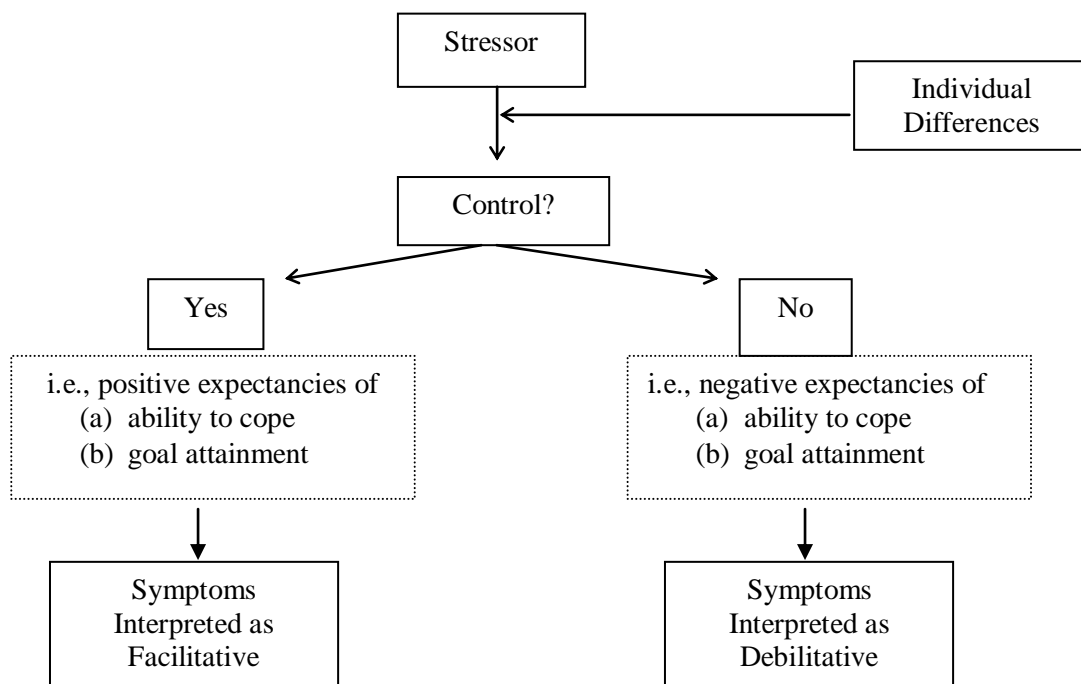 Stressor
Individual
Differences
Control?
Yes
No
i.e., positive expectancies of
(a) ability to cope
(b) goal attainment
i.e., negative expectancies of
(a) ability to cope
(b) goal attainment
Symptoms
Interpreted as
Facilitative
Symptoms
Interpreted as
Debilitative